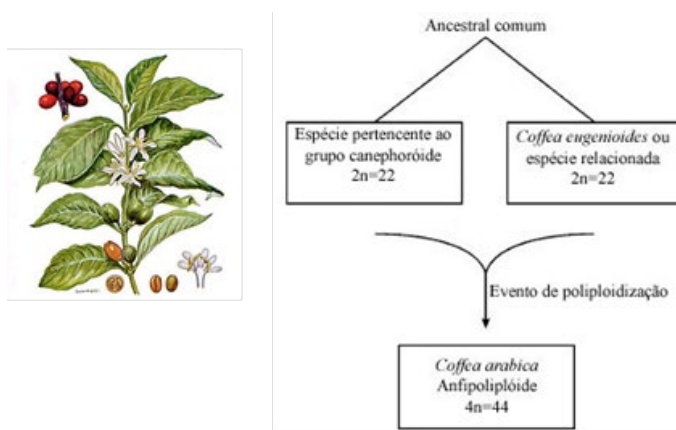 Ancestral comum
Espécie pertencente ao
grupo canephoróide
2n=22
Coffea eugenioides ou
espécie relacionada
2n=22
Evento de poliploidização
Coffea arabica
Anfipoliplóide
4n=44